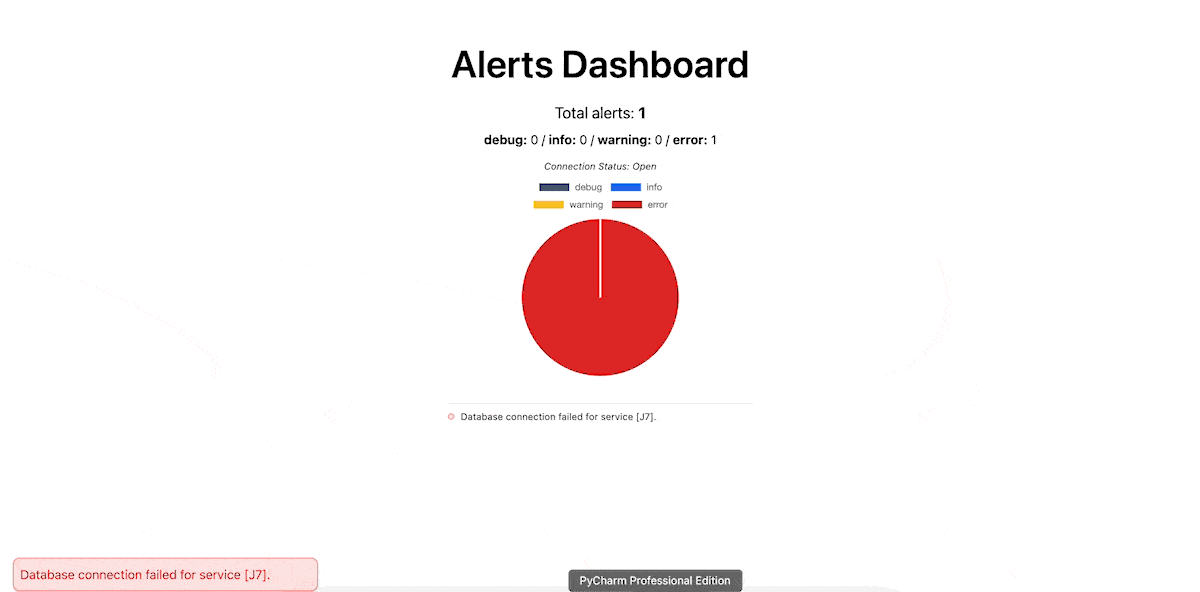 Alerts Dashboard
Total alerts: 1
debug: 0 / info: 0 / warning: 0 / error: 1
Connection Status: Open
debug info
warning error
Database connection failed for service [J7].
Database connection failed for service [J7].
PyCharm Professional Edition